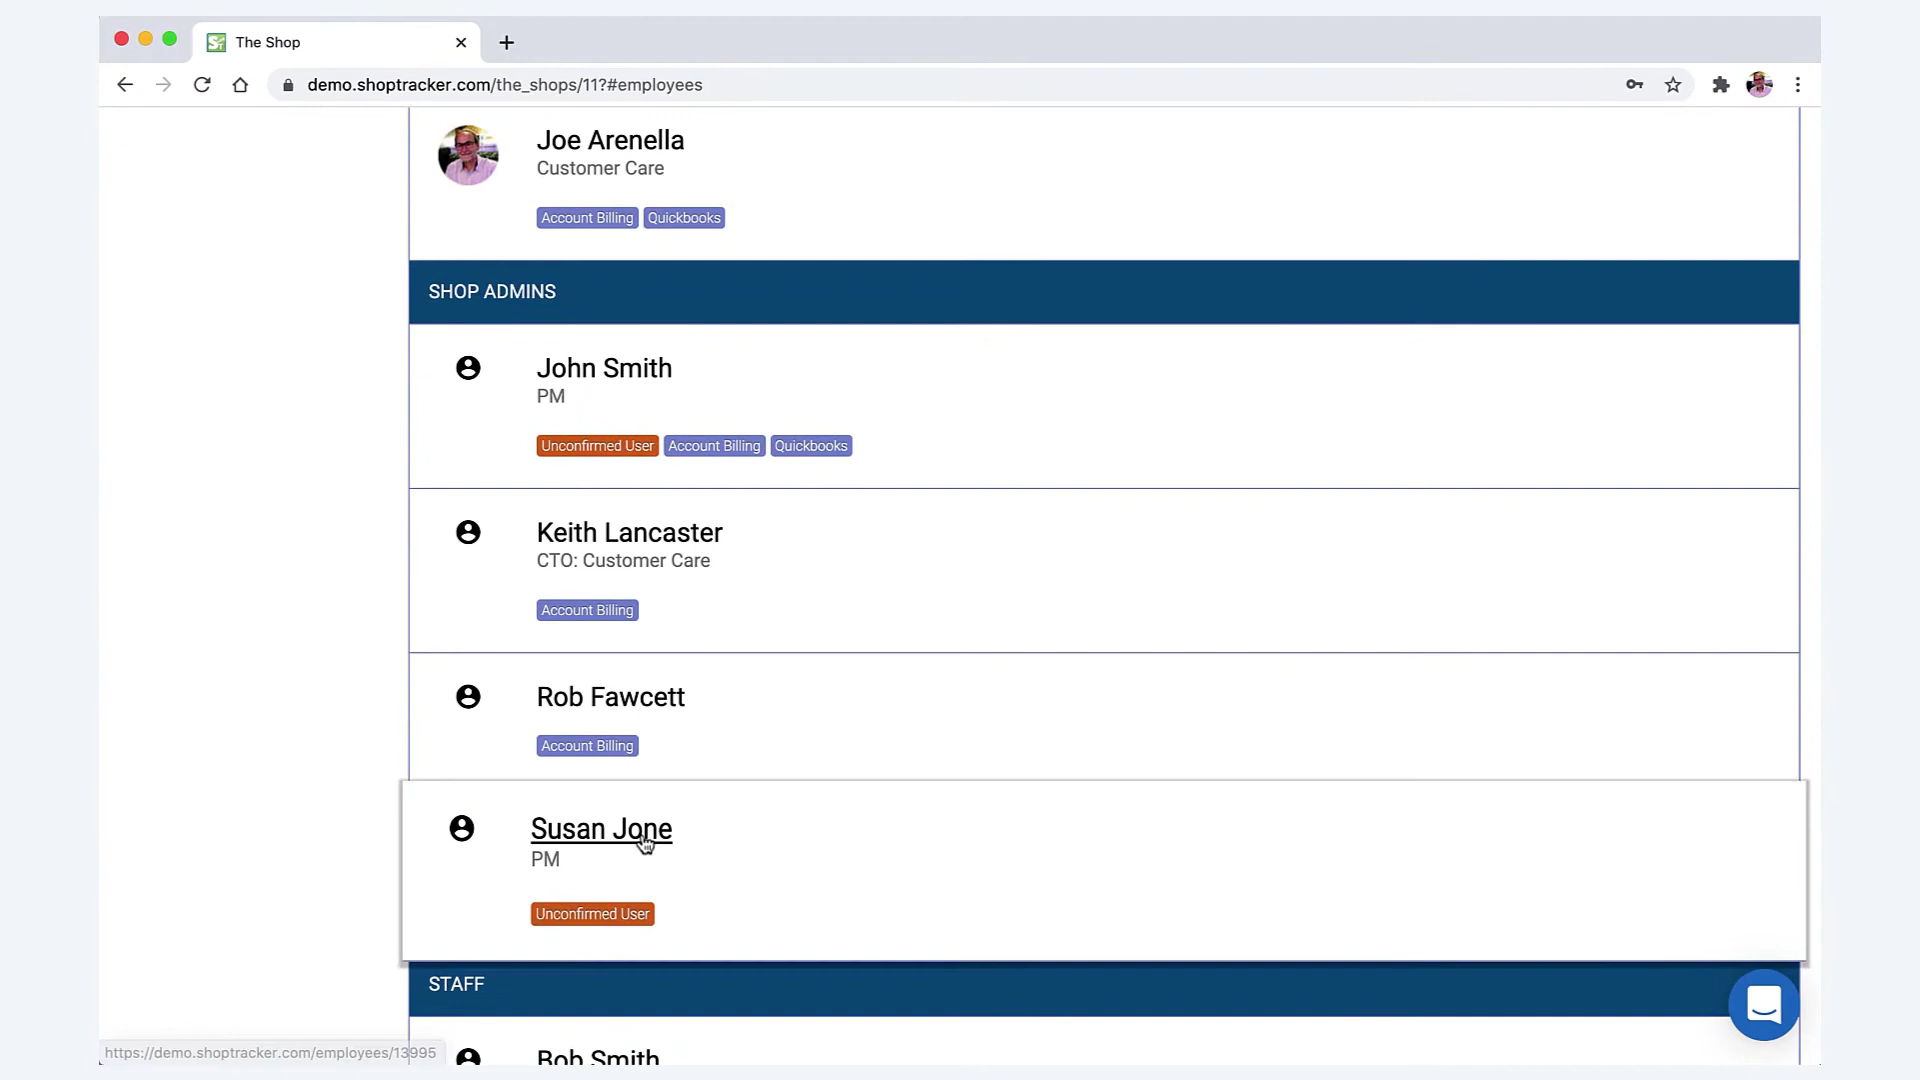 The Shop
demo.shoptracker.com/the_shops/11?#employees
Joe Arenella
Customer Care
Account Billing Quickbooks
SHOP ADMINS
John Smith
PM
Unconfirmed User Account Billing Quickbooks
Keith Lancaster
CTO: Customer Care
Account Billing
Rob Fawcett
Account Billing
Susan Jone
PM
Unconfirmed User
STAFF
Bob Smith
https://demo.shoptracker.com/employees/13995